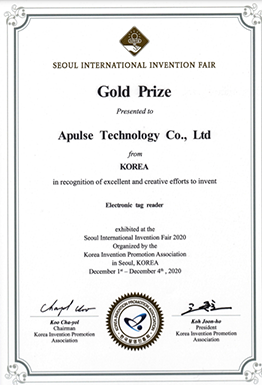 SEOUL INTERNATIONAL INVENTION FAIR
Gold Prize
Presented to
Apulse Technology Co., Ltd
from
KOREA
in recognition of excellent and creative efforts to invent
Electronic tag reader
exhibited at the
Seoul International Invention Fair 2020
Organized by the
Korea Invention Promotion Association
in Seoul, KOREA
December 1st – December 4th, 2020
Koo Cha-yol
Chairman
Korea Invention Promotion
Association
Koh Joon-ho
President
Korea Invention Promotion
Association